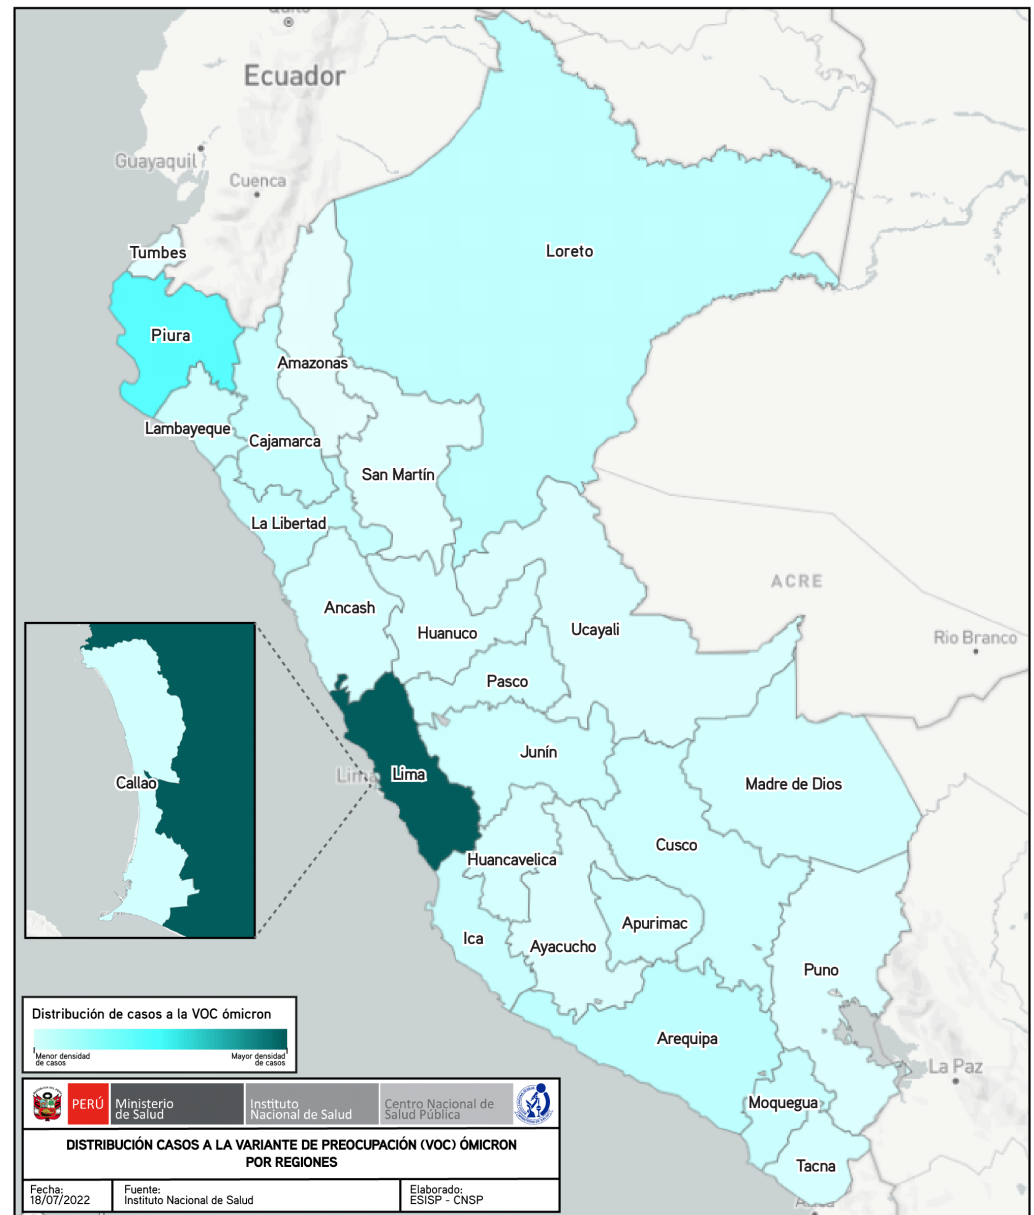 Quito
Ecuador
Guayaquil
Cuenca
Tumbes
Loreto
Piura
Amazonas
Lambayeque
Cajamarca
San Martín
La Libertad
ACRE
Ancash
Huanuco
Ucayali
Rio Branco
Pasco
Junín
Lima
Lima
Callao
Madre de Dios
Cusco
Huancavelica
Apurimac
Ica
Ayacucho
Puno
Arequipa
La Paz
Moquegua
Tacna
Distribución de casos a la VOC ómicron
Menor densidad
de casos
Mayor densidad
de casos
PERÚ
Ministerio
de Salud
Instituto
Nacional de Salud
Centro Nacional de
Salud Pública
DISTRIBUCIÓN CASOS A LA VARIANTE DE PREOCUPACIÓN (VOC) ÓMICRON
POR REGIONES
Fecha:
18/07/2022
Fuente:
Instituto Nacional de Salud
Elaborado:
ESISP - CNSP